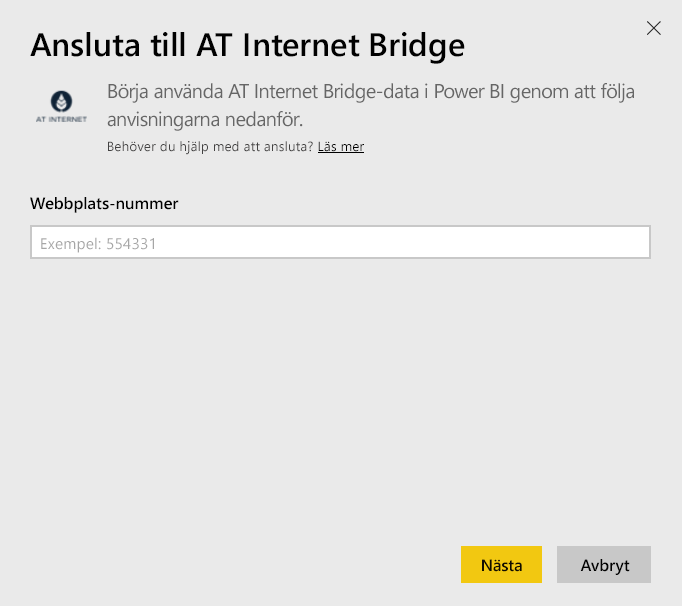 Ansluta till AT Internet Bridge
AT INTERNET
Börja använda AT Internet Bridge-data i Power BI genom att följa
anvisningarna nedanför.
Behöver du hjälp med att ansluta? Läs mer
Webbplats-nummer
Exempel: 554331
Nästa
Avbryt